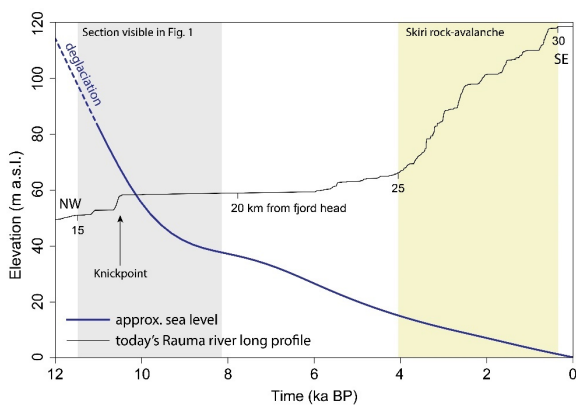 Section visible in Fig. 1
Skiri rock-avalanche
deglaciation
30
SE
NW
15
25
20 km from fjord head
Knickpoint
approx. sea level
today's Rauma river long profile
Elevation (m a.s.l.)
120
100
80
60
40
20
0
12
10
8
6
4
2
0
Time (ka BP)